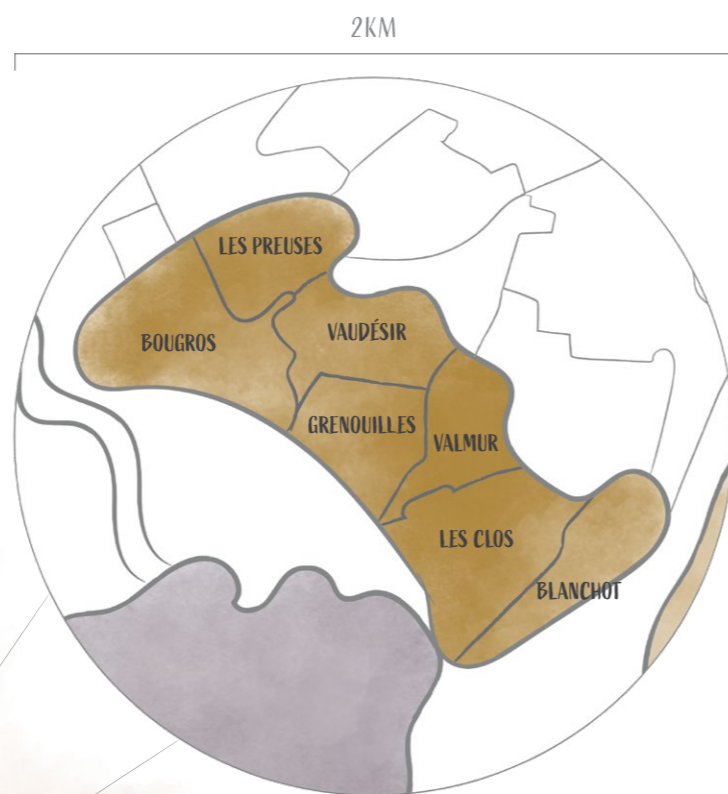 2KM
LES PREUSES
BOUGROS
VAUDÉSIR
GRENOUILLES
VALMUR
LES CLOS
BLANCHOT